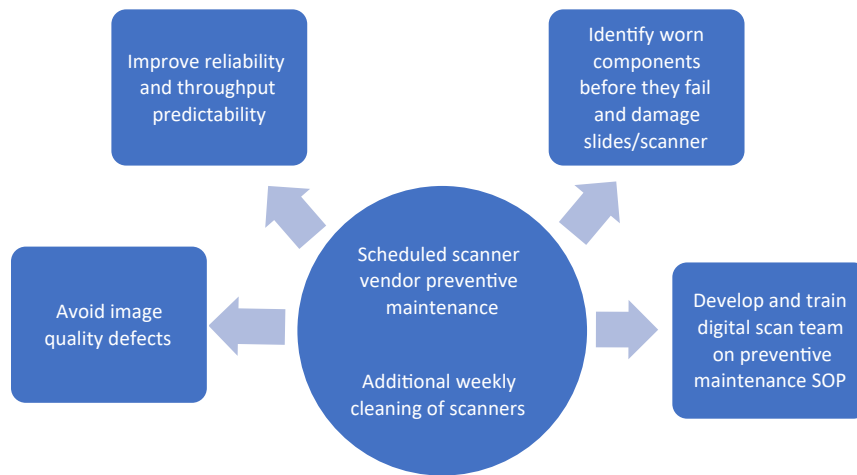 Improve reliability
and throughput
predictability
Identify worn
components
before they fail
and damage
slides/scanner
Avoid image
quality defects
Scheduled scanner
vendor preventive
maintenance
Additional weekly
cleaning of scanners
Develop and train
digital scan team
on preventive
maintenance SOP